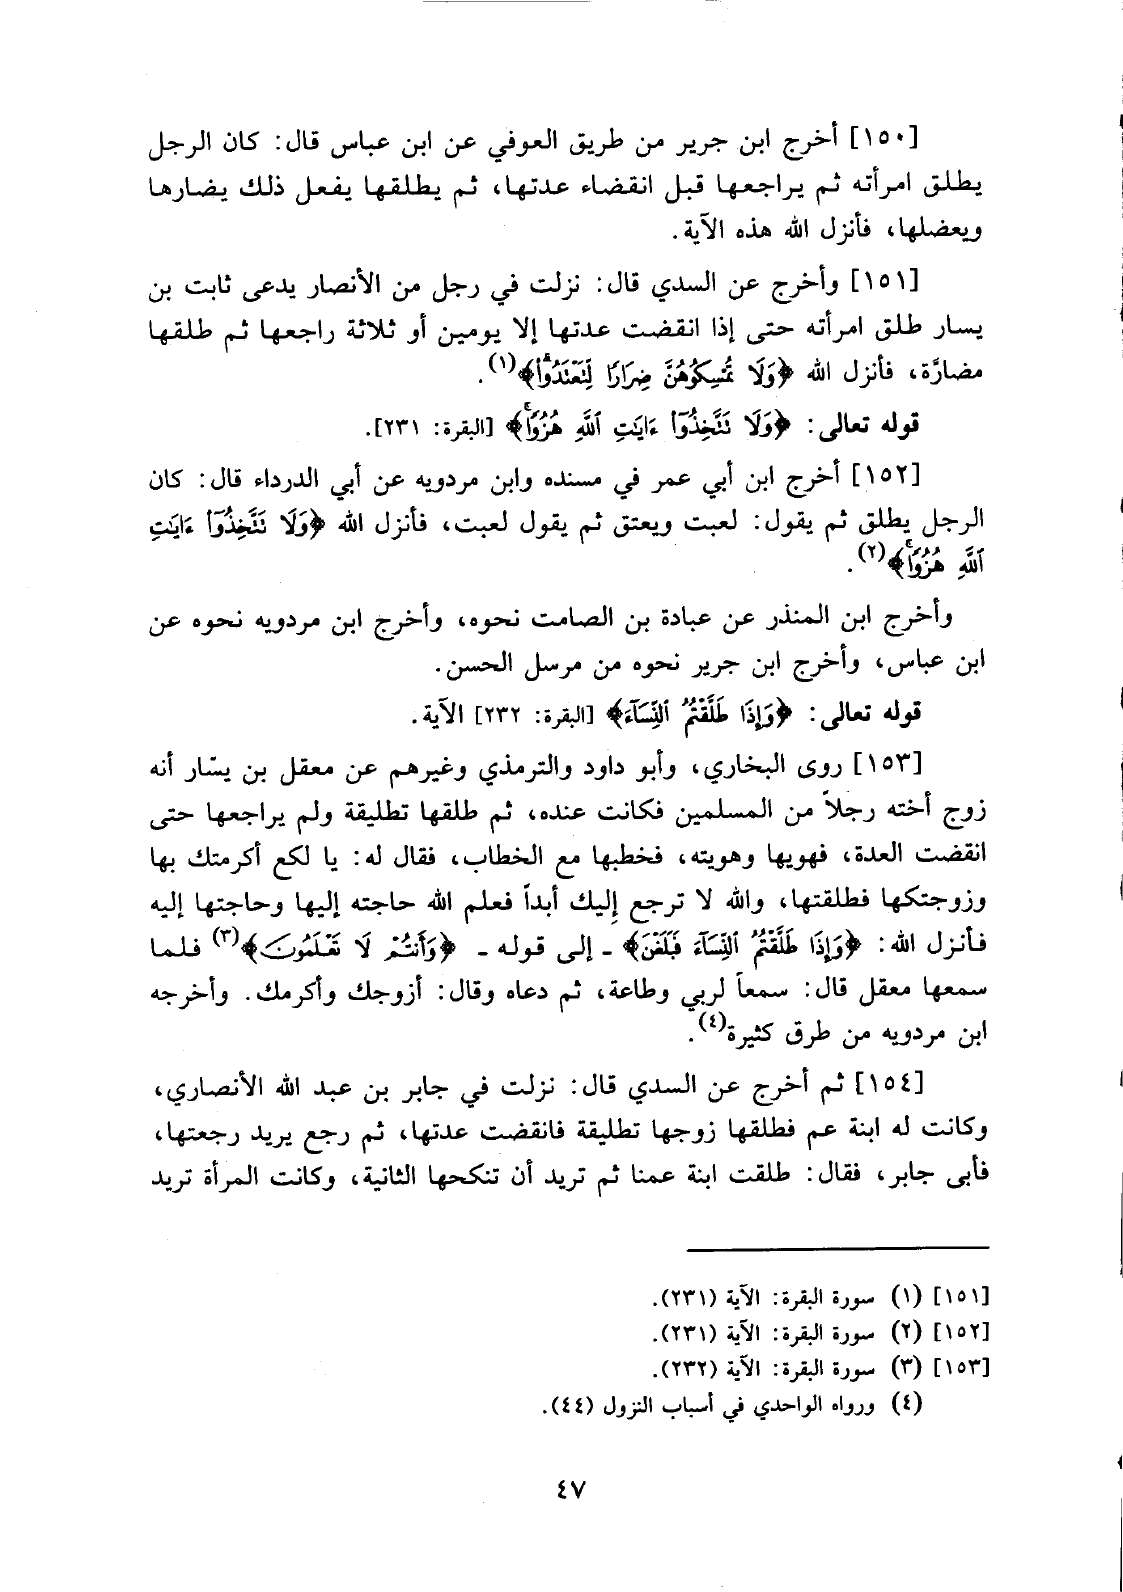 [١٥٠] أخرج ابن جرير من طريق العوفي عن ابن عباس قال: كان الرجل
يطلق امرأته ثم يراجعها قبل انقضاء عدتها، ثم يطلقها يفعل ذلك يضارها
ويعضلها، فأنزل الله هذه الآية.
[١٥١] وأخرج عن السدي قال: نزلت في رجل من الأنصار يدعى ثابت بن
يسار طلق امرأته حتى إذا انقضت عدتها إلا يومين أو ثلاثة راجعها ثم طلقها
مضارَّة، فأنزل الله ﴿وَلَا تُمْسِكُوهُنَّ ضِرَارًا لِّتَعْتَدُواْ﴾(١).
قوله تعالى: ﴿وَلَا تَتَّخِذُوٓاْ ءَايَٰتِ ٱللَّهِ هُزُوًا﴾ [البقرة: ٢٣١].
[١٥٢] أخرج ابن أبي عمر في مسنده وابن مردويه عن أبي الدرداء قال: كان
الرجل يطلق ثم يقول: لعبت ويعتق ثم يقول لعبت، فأنزل الله ﴿وَلَا تَتَّخِذُوٓاْ ءَايَٰتِ
ٱللَّهِ هُزُوًا﴾(٢).
وأخرج ابن المنذر عن عبادة بن الصامت نحوه، وأخرج ابن مردويه نحوه عن
ابن عباس، وأخرج ابن جرير نحوه من مرسل الحسن.
قوله تعالى: ﴿وَإِذَا طَلَّقْتُمُ ٱلنِّسَآءَ﴾ [البقرة: ٢٣٢] الآية.
[١٥٣] روى البخاري، وأبو داود والترمذي وغيرهم عن معقل بن يسّار أنه
زوج أخته رجلاً من المسلمين فكانت عنده، ثم طلقها تطليقة ولم يراجعها حتى
انقضت العدة، فهويها وهويته، فخطبها مع الخطاب، فقال له: يا لكع أكرمتك بها
وزوجتكها فطلقتها، والله لا ترجع إليك أبداً فعلم الله حاجته إليها وحاجتها إليه
فأنزل الله: ﴿وَإِذَا طَلَّقْتُمُ ٱلنِّسَآءَ فَبَلَغْنَ﴾ - إلى قوله - ﴿وَأَنتُمْ لَا تَعْلَمُونَ﴾(٣) فلما
سمعها معقل قال: سمعاً لربي وطاعة، ثم دعاه وقال: أزوجك وأكرمك. وأخرجه
ابن مردويه من طرق كثيرة(٤).
[١٥٤] ثم أخرج عن السدي قال: نزلت في جابر بن عبد الله الأنصاري،
وكانت له ابنة عم فطلقها زوجها تطليقة فانقضت عدتها، ثم رجع يريد رجعتها،
فأبى جابر، فقال: طلقت ابنة عمنا ثم تريد أن تنكحها الثانية، وكانت المرأة تريد
[١٥١] (١) سورة البقرة: الآية (٢٣١).
[١٥٢] (٢) سورة البقرة: الآية (٢٣١).
[١٥٣] (٣) سورة البقرة: الآية (٢٣٢).
(٤) ورواه الواحدي في أسباب النزول (٤٤).
٤٧